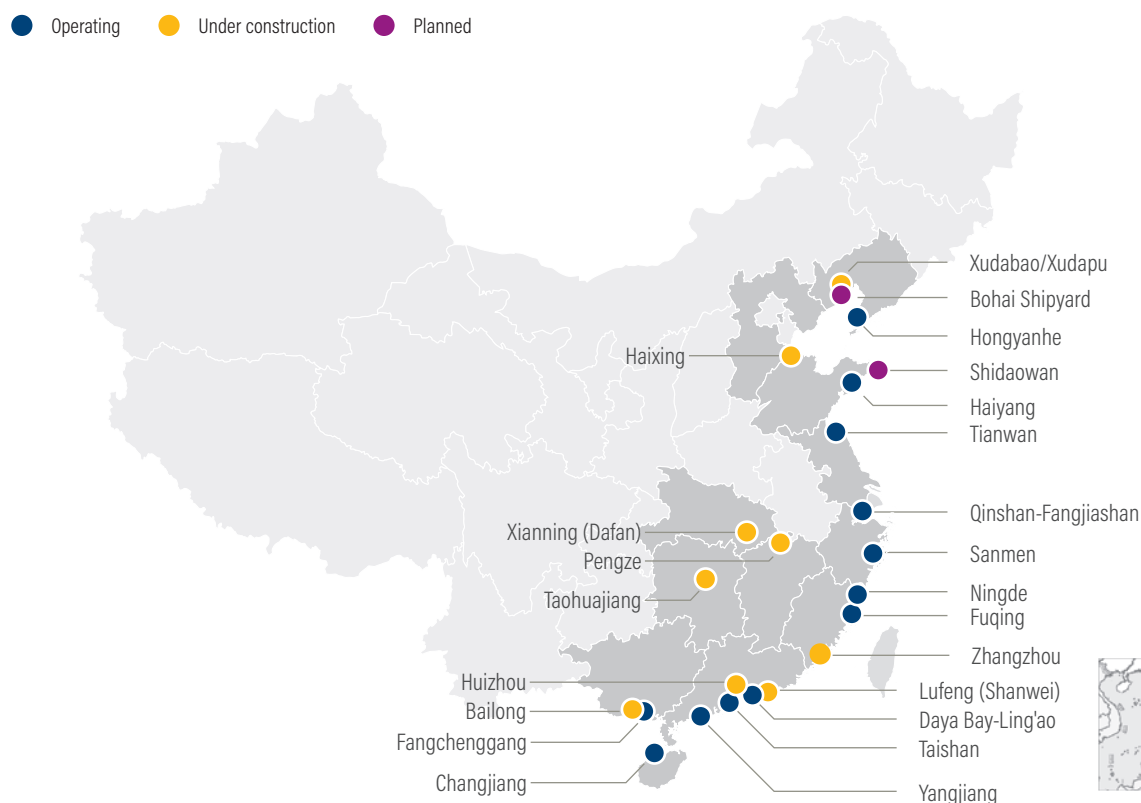 Operating
Under construction
Planned
Xudabao/Xudapu
Bohai Shipyard
Hongyanhe
Haixing
Shidaowan
Haiyang
Tianwan
Qinshan-Fangjiashan
Xianning (Dafan)
Sanmen
Pengze
Ningde
Taohuajiang
Fuqing
Zhangzhou
Huizhou
Lufeng (Shanwei)
Bailong
Daya Bay-Ling'ao
Fangchenggang
Taishan
Changjiang
Yangjiang